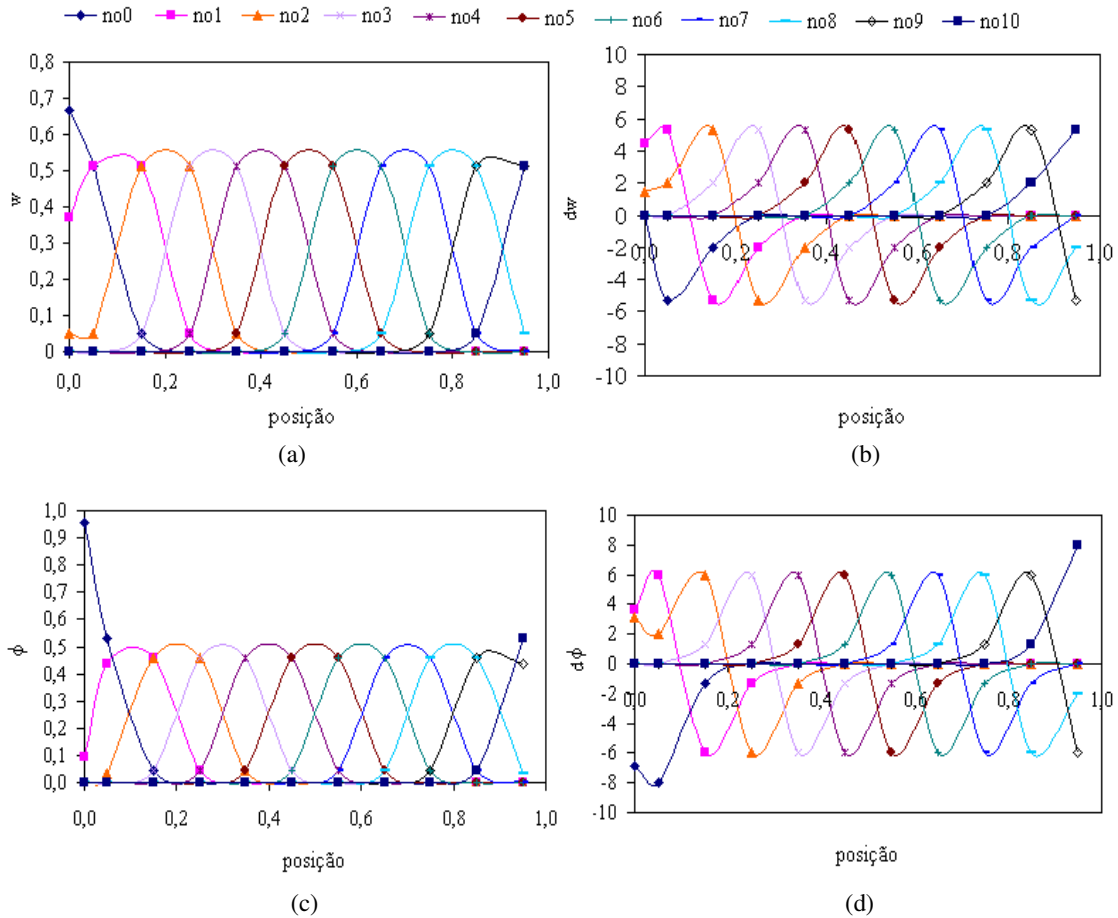 no0 no1 no2 no3 no4 no5 no6 no7 no8 no9 no10
0,8
0,7
0,6
0,5
0,4
0,3
0,2
0,1
0
w
0,0 0,2 0,4 0,6 0,8 1,0
posição
(a)
10
8
6
4
2
0
-2
-4
-6
-8
-10
dw
0,0 0,2 0,4 0,6 0,8 1,0
posição
(b)
1,0
0,9
0,8
0,7
0,6
0,5
0,4
0,3
0,2
0,1
0,0
ϕ
0,0 0,2 0,4 0,6 0,8 1,0
posição
(c)
10
8
6
4
2
0
-2
-4
-6
-8
-10
dϕ
0,0 0,2 0,4 0,6 0,8 1,0
posição
(d)